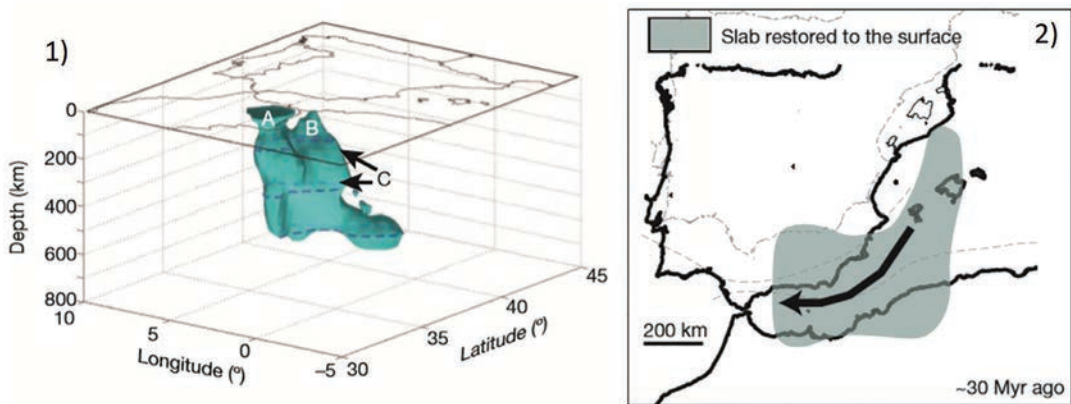 1)
A
B
C
0
200
400
600
800
Depth (km)
10
5
0
–5
Longitude (º)
30
35
40
45
Latitude (º)
Slab restored to the surface
2)
200 km
~30 Myr ago